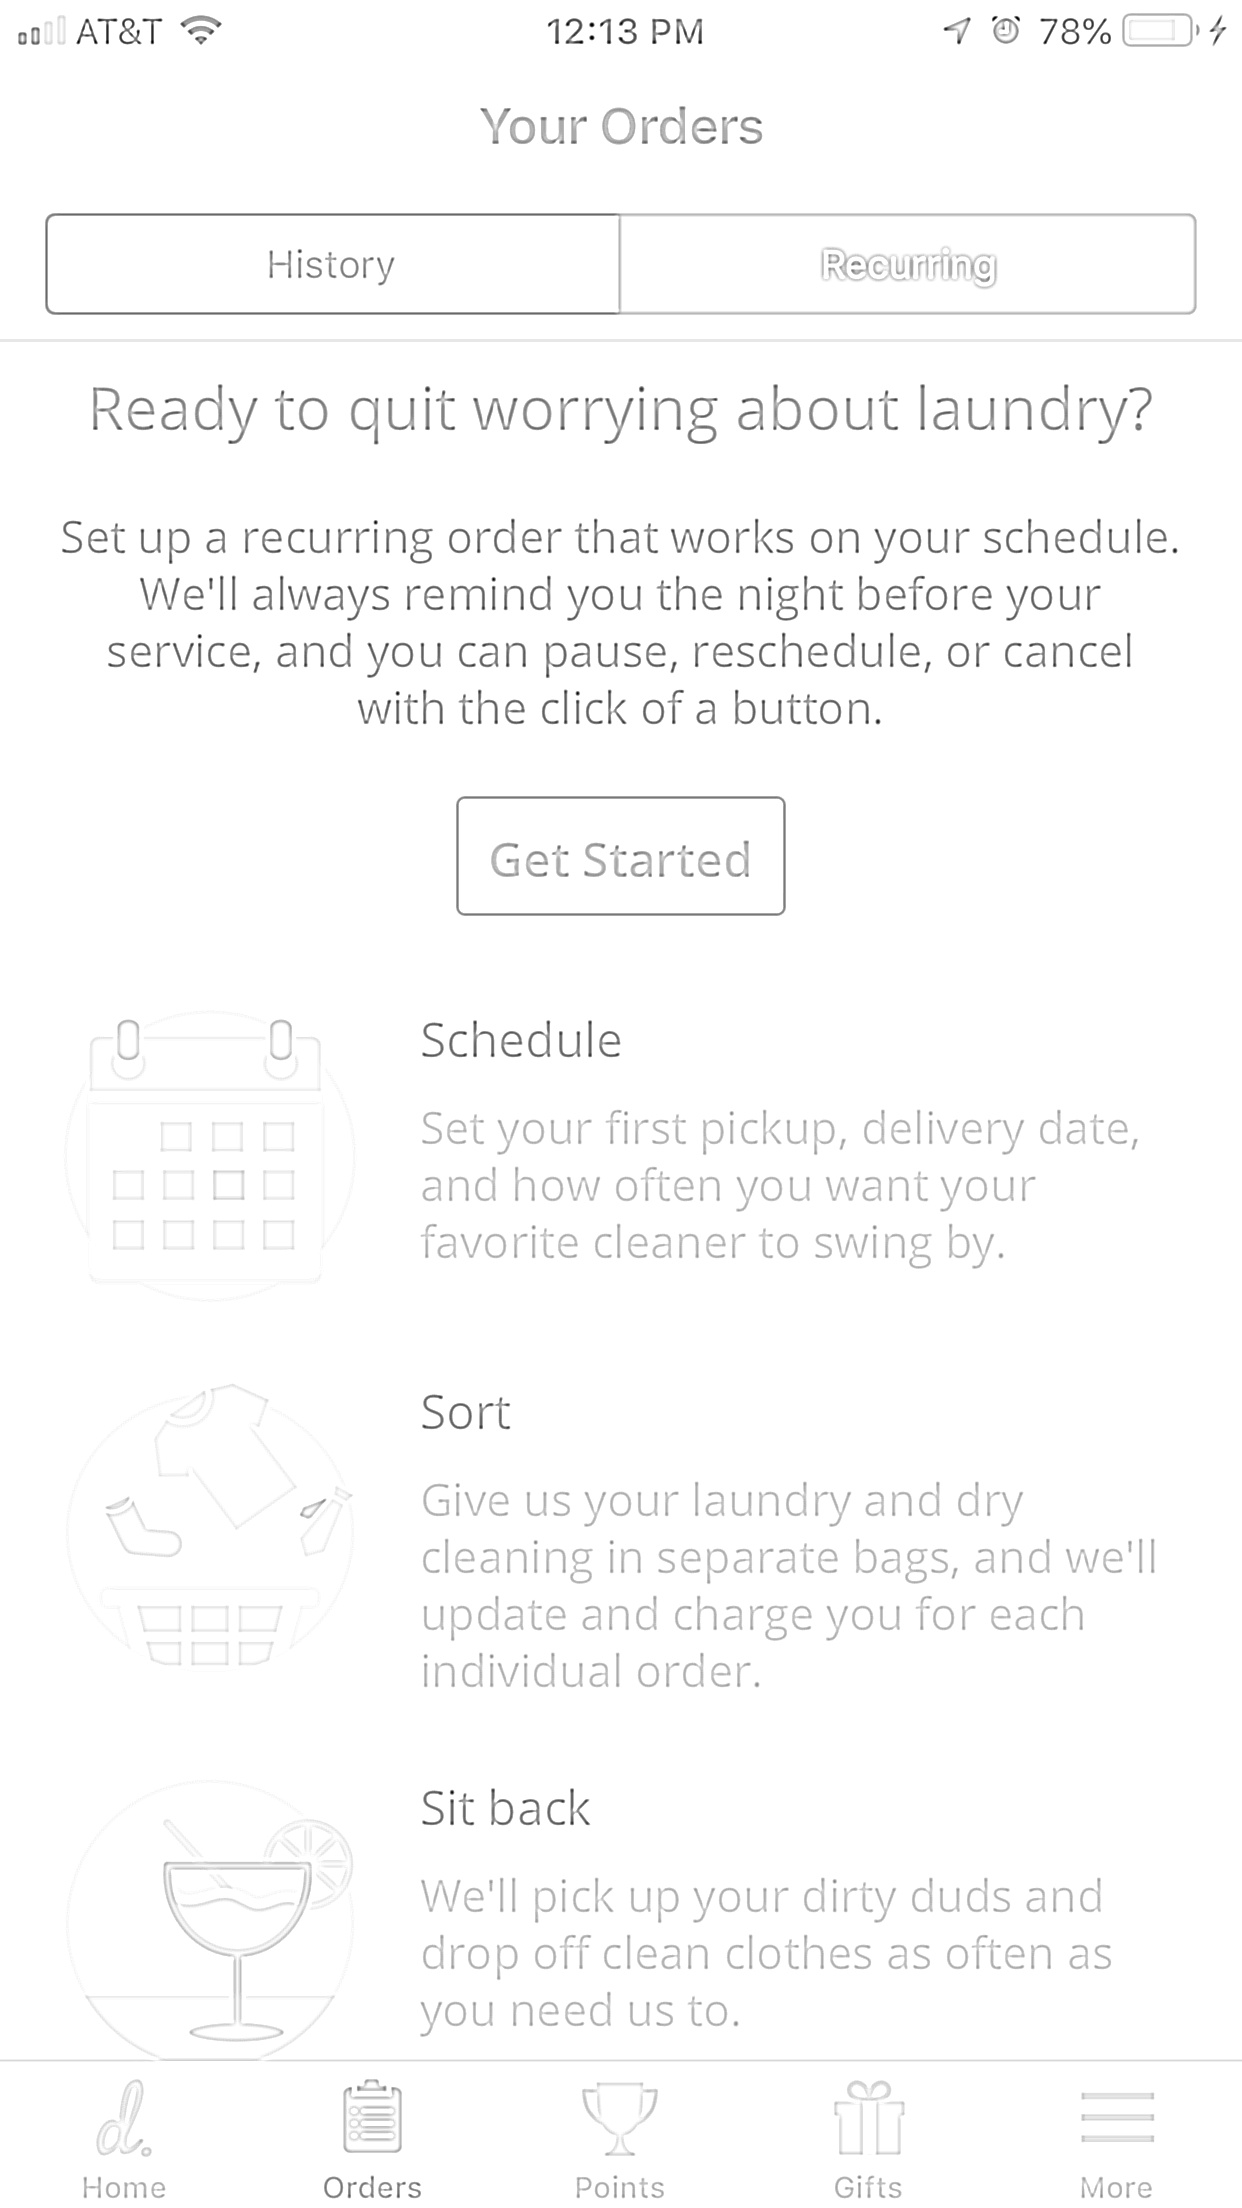 AT&T 12:13 PM 78%
Your Orders
History Recurring
Ready to quit worrying about laundry?
Set up a recurring order that works on your schedule.
We'll always remind you the night before your
service, and you can pause, reschedule, or cancel
with the click of a button.
Get Started
Schedule
Set your first pickup, delivery date,
and how often you want your
favorite cleaner to swing by.
Sort
Give us your laundry and dry
cleaning in separate bags, and we'll
update and charge you for each
individual order.
Sit back
We'll pick up your dirty duds and
drop off clean clothes as often as
you need us to.
d.
Home Orders Points Gifts More